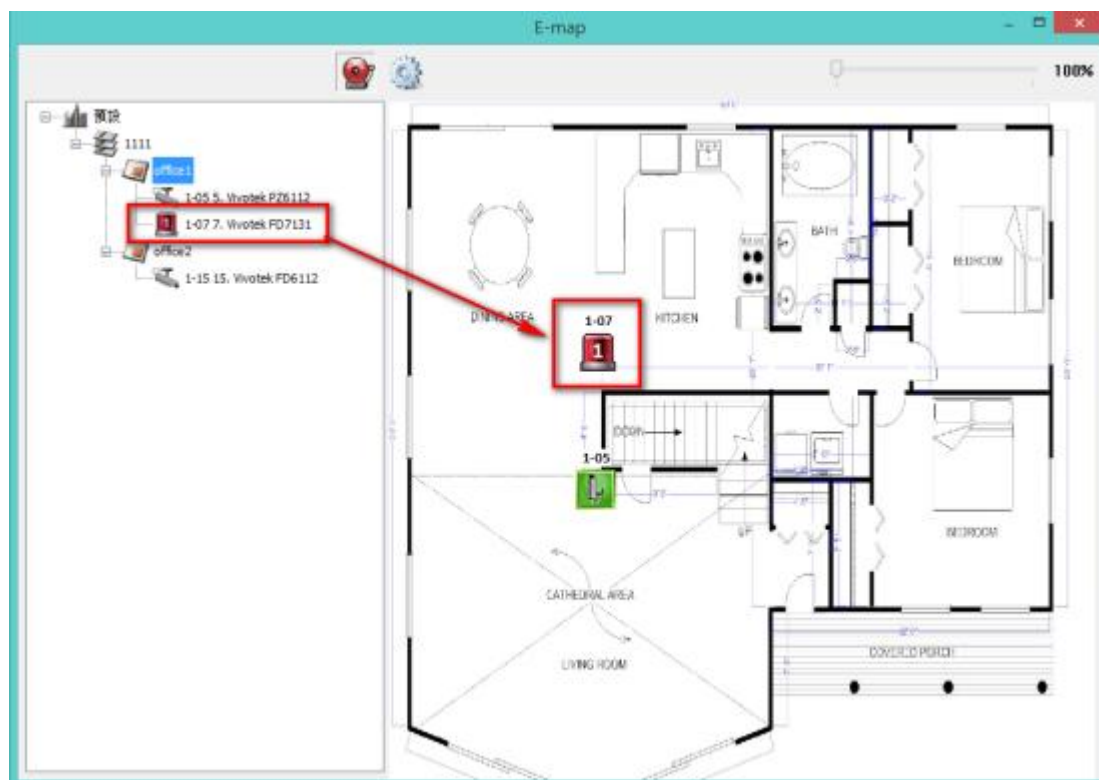 E-map
100%
預設
1111
office1
1-05 5. Vivotek PZ6112
1-07 7. Vivotek FD7131
office2
1-15 15. Vivotek FD6112
BATH
BEDROOM
DINING AREA
1-07
KITCHEN
1
DOWN
1-05
UP
BEDROOM
CATHEDRAL AREA
COVERED PORCH
LIVING ROOM